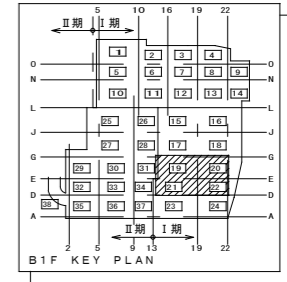 5 10 16 22
Ⅱ期 Ⅰ期
1 2 3 4
O O
5 6 7 8 9
N N
10 11 12 13 14
L L
25 26 15 16
J J
27 28 17 18
G G
29 30 31 19 20
E E
32 33 34 21 22
D D
38 35 36 37 23 24
A A
Ⅱ期 Ⅰ期
2 5 9 13 19 22
B1F KEY PLAN